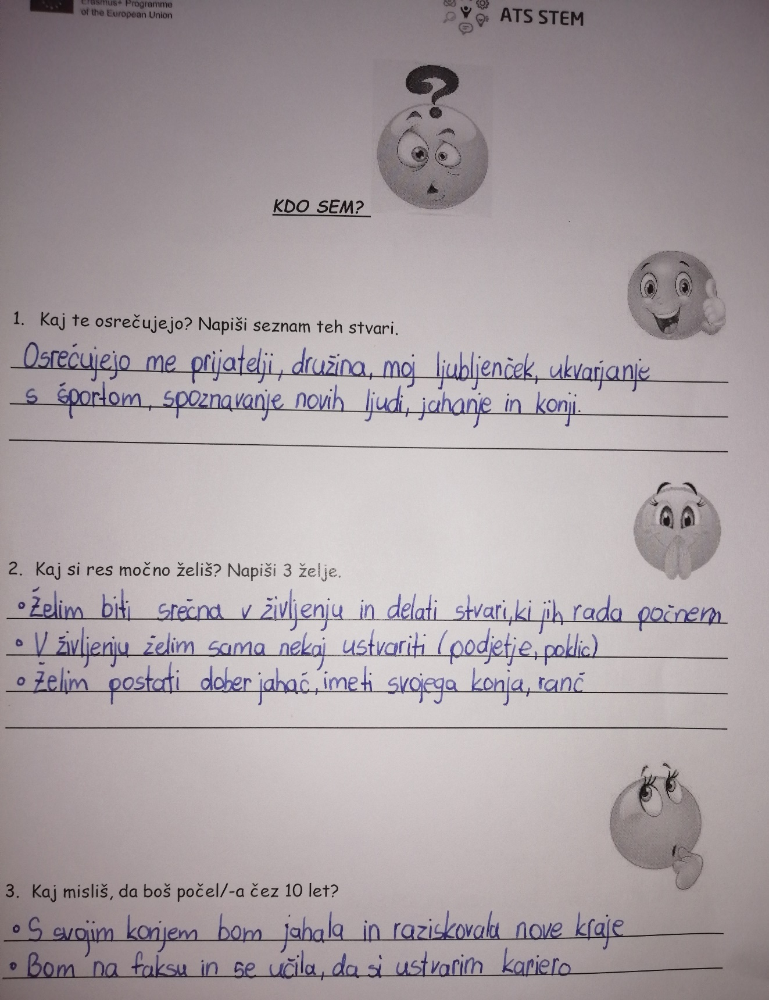 Erasmus+ Programme
of the European Union
ATS STEM
KDO SEM?
1. Kaj te osrečujejo? Napiši seznam teh stvari.
Osrečujejo me prijatelji, družina, moj ljubljenček, ukvarjanje
s športom, spoznavanje novih ljudi, jahanje in konji.
2. Kaj si res močno želiš? Napiši 3 želje.
• Želim biti srečna v življenju in delati stvari, ki jih rada počnem
• V življenju želim sama nekaj ustvariti (podjetje, poklic)
• Želim postati dober jahač, imeti svojega konja, ranč
3. Kaj misliš, da boš počel/-a čez 10 let?
• S svojim konjem bom jahala in raziskovala nove kraje
• Bom na faksu in se učila, da si ustvarim kariero